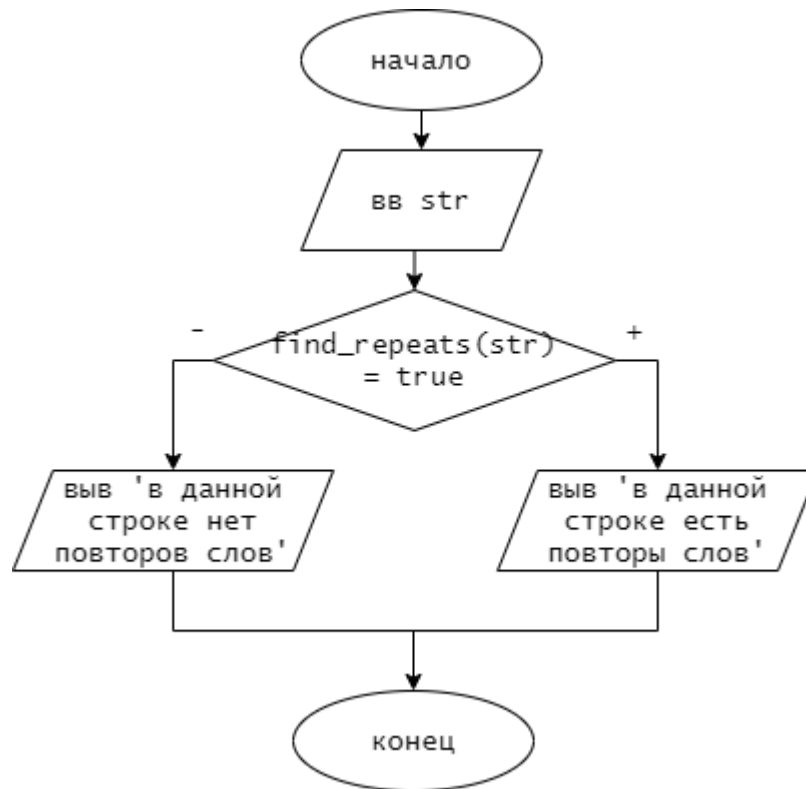 начало
вв str
-
+
find_repeats(str)
= true
выв 'в данной
строке нет
повторов слов'
выв 'в данной
строке есть
повторы слов'
конец